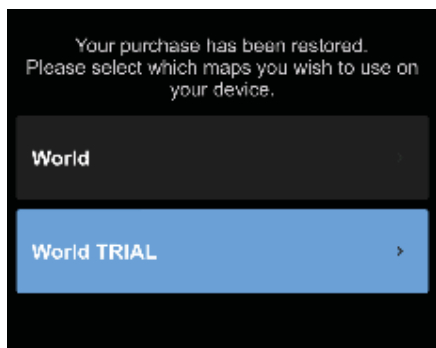 Your purchase has been restored.
Please select which maps you wish to use on
your device.
World
World TRIAL